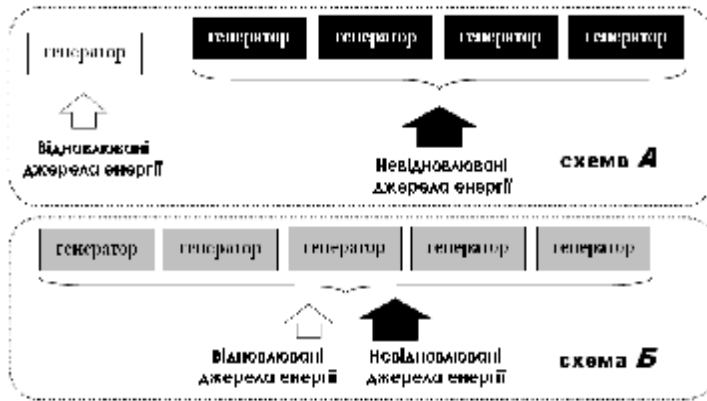 генератор генератор генератор генератор генератор
Відновлювані
джерела енергії
Невідновлювані
джерела енергії
схема А
генератор генератор генератор генератор генератор
Відновлювані
джерела енергії
Невідновлювані
джерела енергії
схема Б